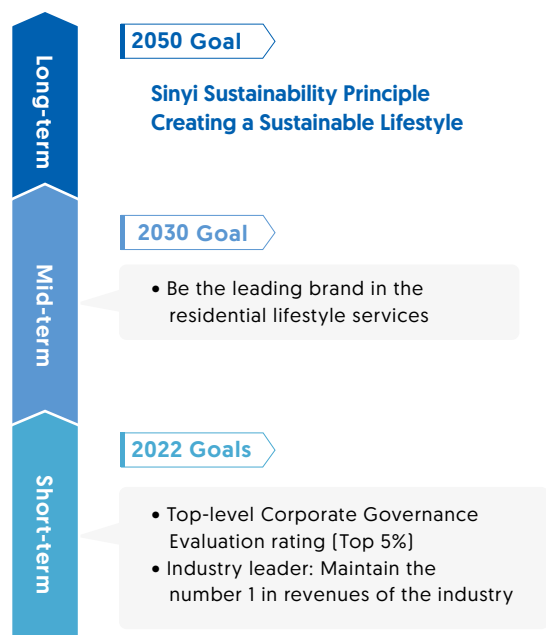 Long-term
2050 Goal
Sinyi Sustainability Principle
Creating a Sustainable Lifestyle
Mid-term
2030 Goal
• Be the leading brand in the
residential lifestyle services
Short-term
2022 Goals
• Top-level Corporate Governance
Evaluation rating (Top 5%)
• Industry leader: Maintain the
number 1 in revenues of the industry